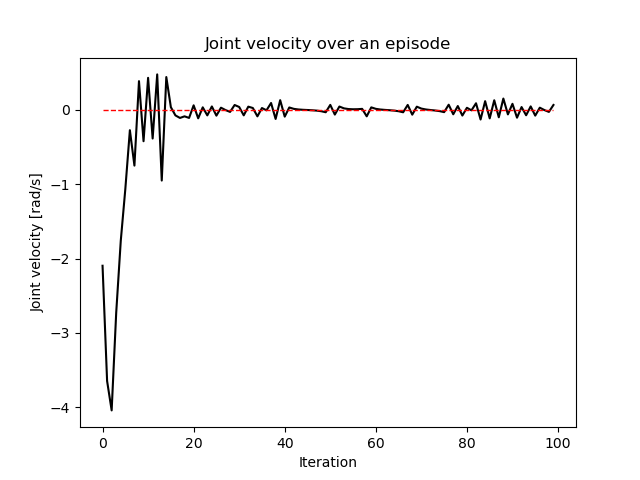 Joint velocity over an episode
0
−1
−2
−3
−4
Joint velocity [rad/s]
0 20 40 60 80 100
Iteration